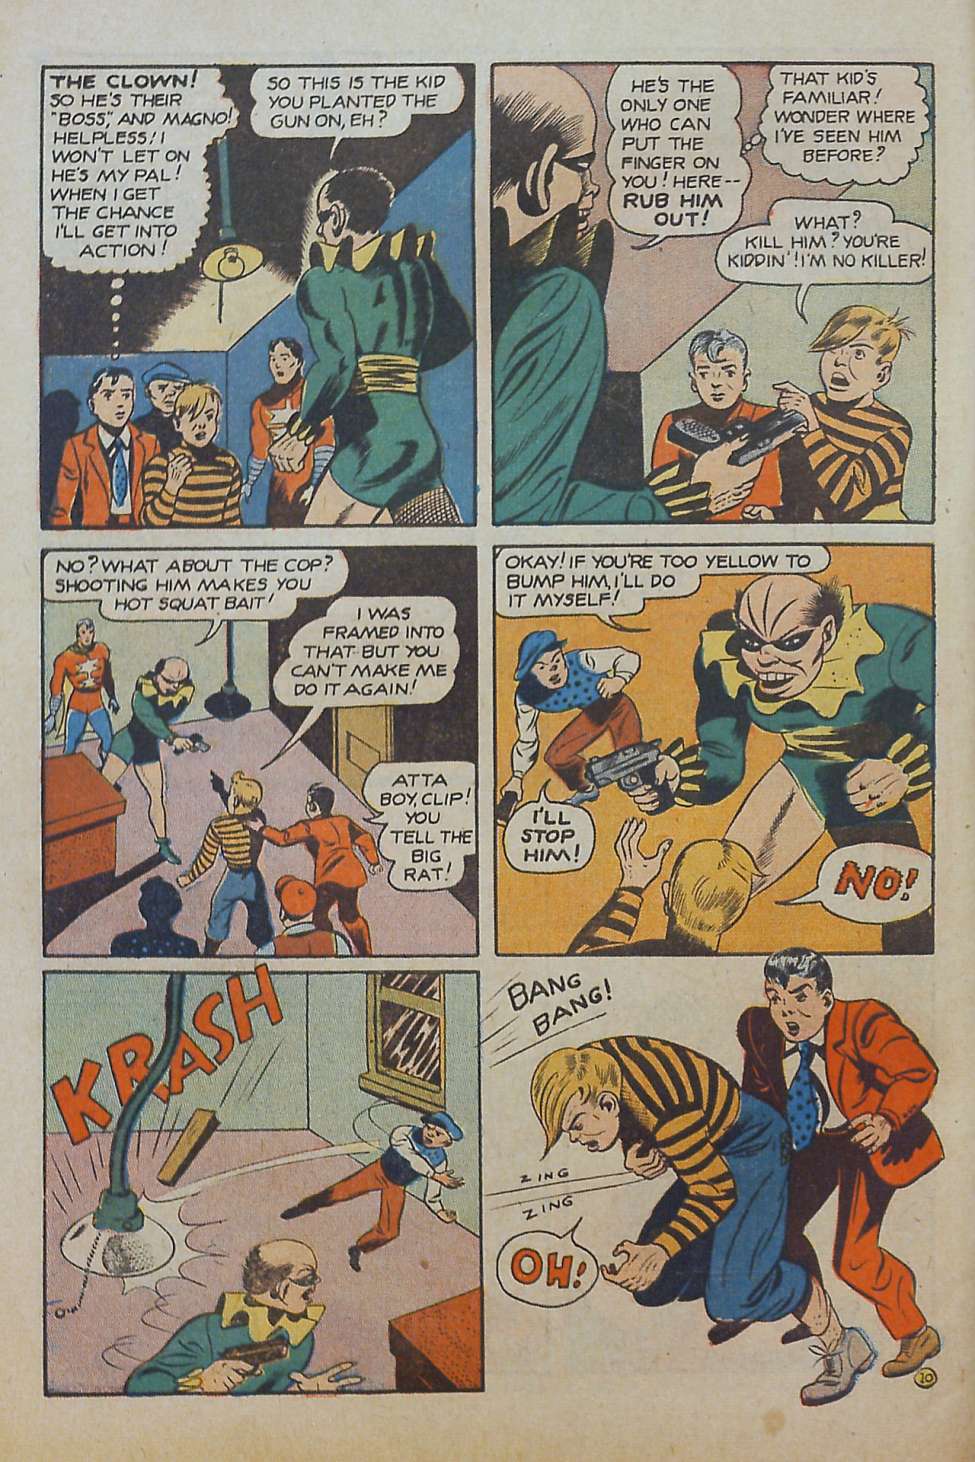 THE CLOWN!
SO HE'S THEIR
"BOSS", AND MAGNO!
HELPLESS! I
WON'T LET ON
HE'S MY PAL!
WHEN I GET
THE CHANCE
I'LL GET INTO
ACTION!
SO THIS IS THE KID
YOU PLANTED THE
GUN ON, EH?
HE'S THE
ONLY ONE
WHO CAN
PUT THE
FINGER ON
YOU! HERE--
RUB HIM
OUT!
THAT KID'S
FAMILIAR!
WONDER WHERE
I'VE SEEN HIM
BEFORE?
WHAT?
KILL HIM? YOU'RE
KIDDIN'! I'M NO KILLER!
NO? WHAT ABOUT THE COP?
SHOOTING HIM MAKES YOU
HOT SQUAT BAIT!
I WAS
FRAMED INTO
THAT BUT YOU
CAN'T MAKE ME
DO IT AGAIN!
ATTA
BOY, CLIP!
YOU
TELL THE
BIG
RAT!
OKAY! IF YOU'RE TOO YELLOW TO
BUMP HIM, I'LL DO
IT MYSELF!
I'LL
STOP
HIM!
NO!
KRASH
BANG
BANG!
ZING
ZING
OH!
10